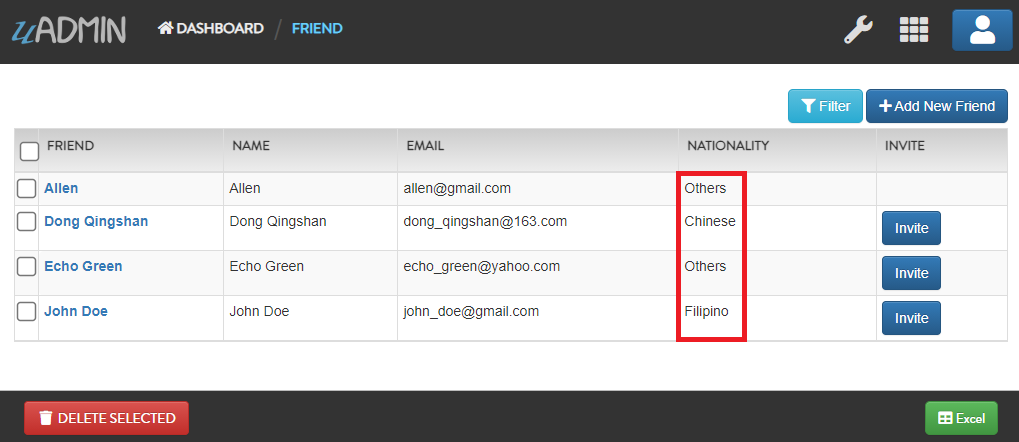 uADMIN DASHBOARD / FRIEND
Filter Add New Friend
FRIEND NAME EMAIL NATIONALITY INVITE
Allen Allen allen@gmail.com Others
Dong Qingshan Dong Qingshan dong_qingshan@163.com Chinese Invite
Echo Green Echo Green echo_green@yahoo.com Others Invite
John Doe John Doe john_doe@gmail.com Filipino Invite
DELETE SELECTED Excel